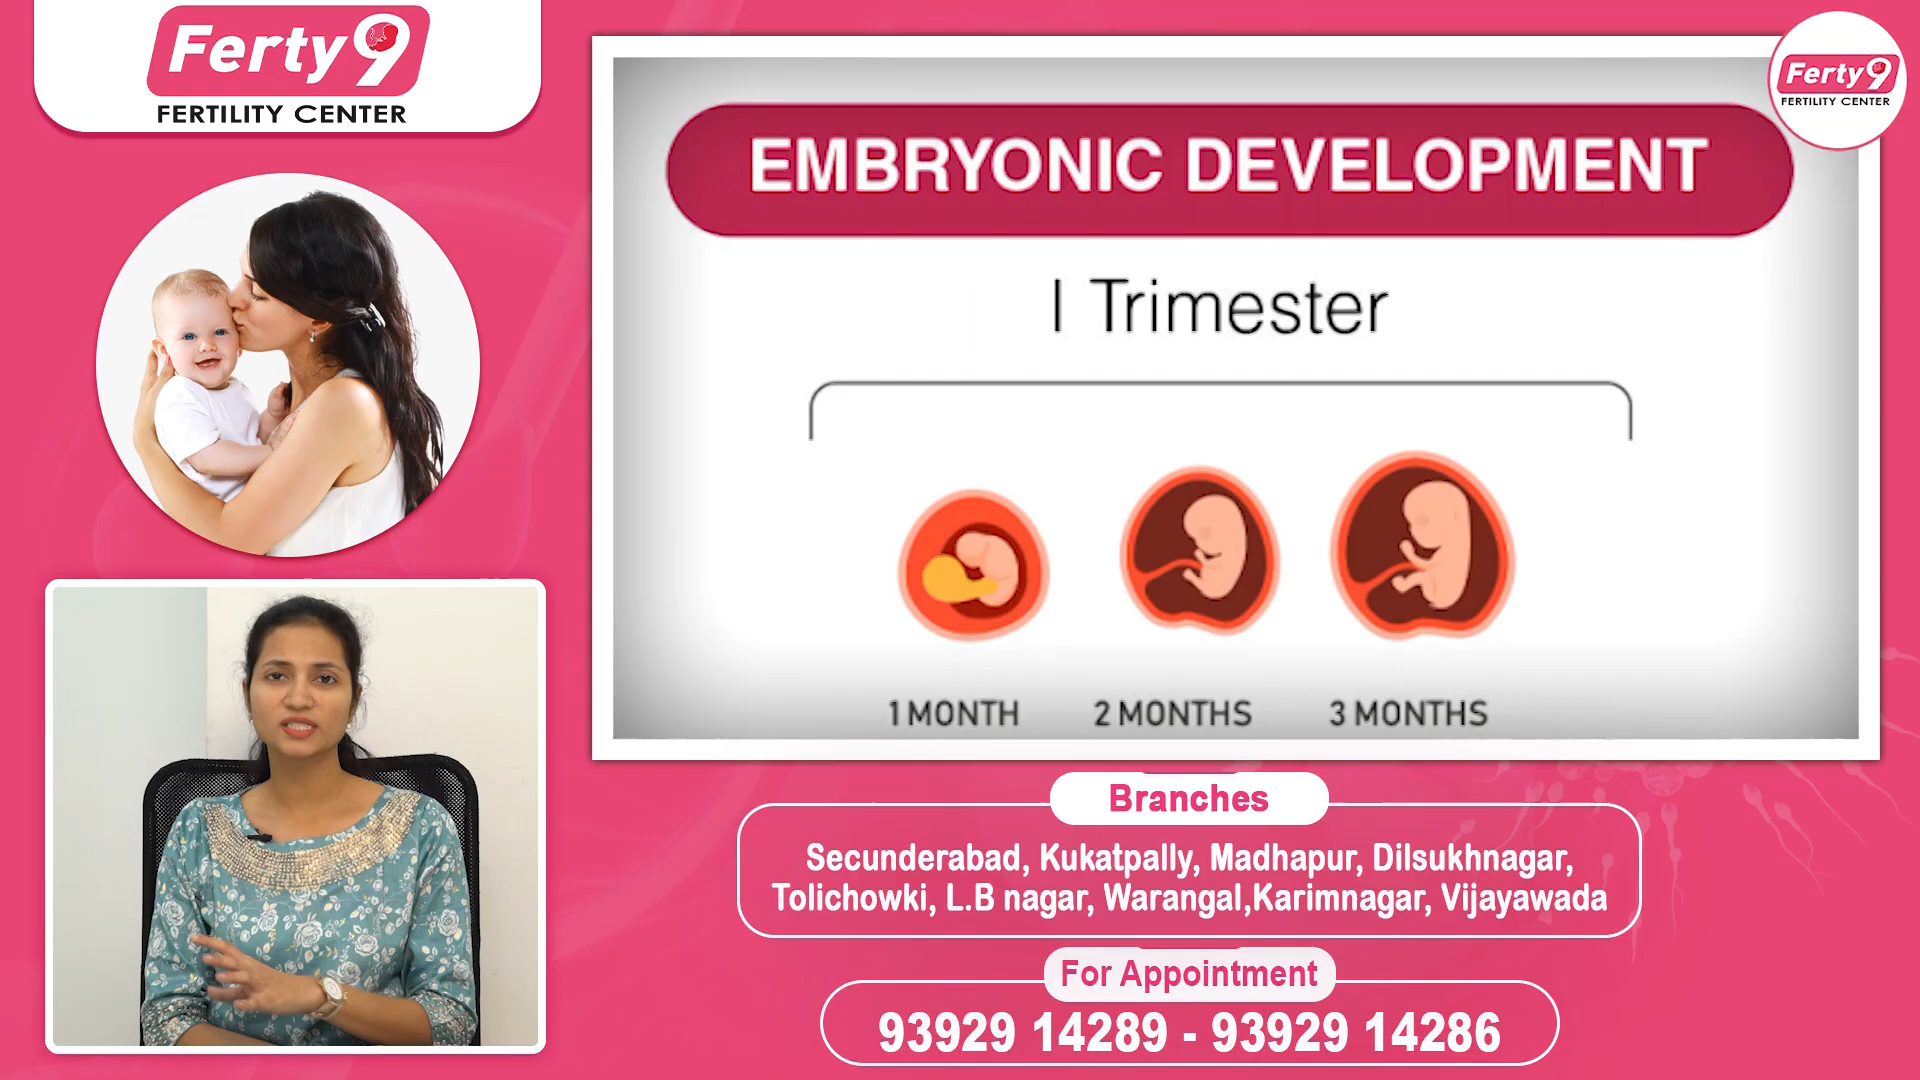 Ferty9
FERTILITY CENTER
Ferty9
FERTILITY CENTER
EMBRYONIC DEVELOPMENT
I Trimester
1 MONTH
2 MONTHS
3 MONTHS
Branches
Secunderabad, Kukatpally, Madhapur, Dilsukhnagar,
Tolichowki, L.B nagar, Warangal,Karimnagar, Vijayawada
For Appointment
93929 14289 - 93929 14286